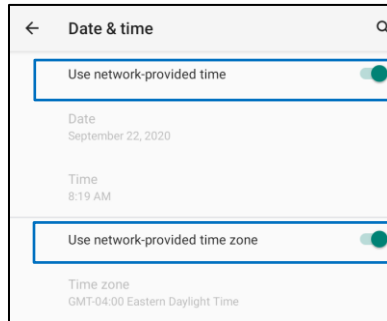 Date & time
Use network-provided time
Date
September 22, 2020
Time
8:19 AM
Use network-provided time zone
Time zone
GMT-04:00 Eastern Daylight Time